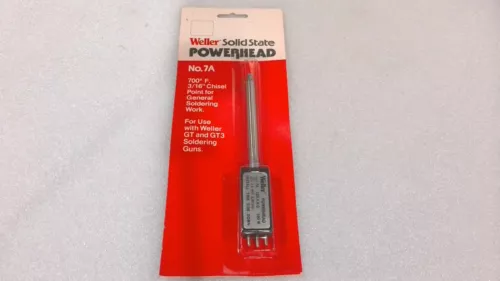 Weller Solid State
POWERHEAD
No. 7A
700° F.
3/16" Chisel
Point for
General
Soldering
Work.
For Use
with Weller
GT and GT3
Soldering
Guns.
Weller